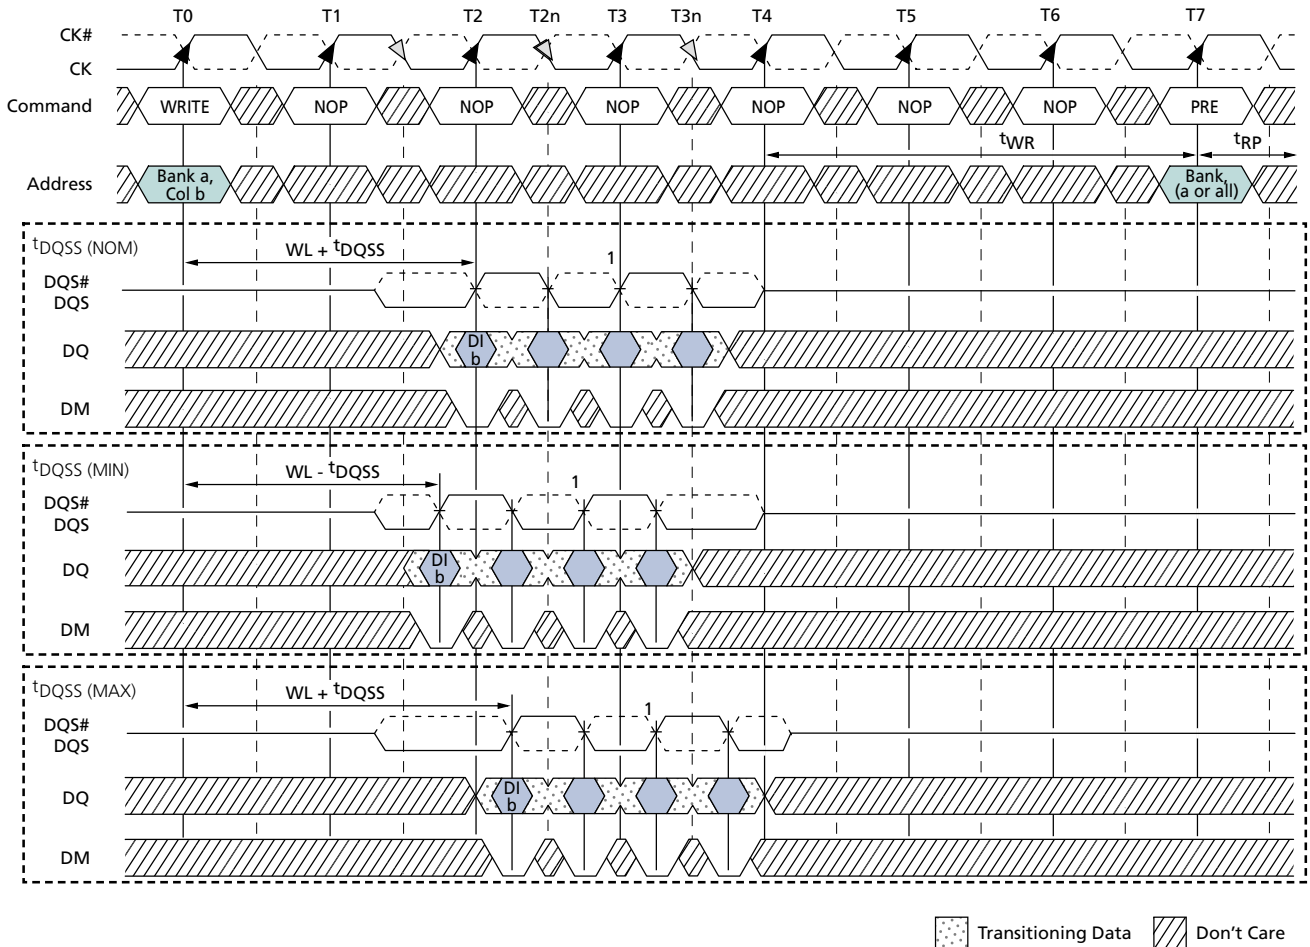 T0 T1 T2 T2n T3 T3n T4 T5 T6 T7
CK#
CK
Command WRITE NOP NOP NOP NOP NOP NOP PRE
tWR tRP
Address Bank a, Col b Bank, (a or all)
tDQSS (NOM)
WL + tDQSS
1
DQS#
DQS
DQ DI b
DM
tDQSS (MIN)
WL - tDQSS
1
DQS#
DQS
DQ DI b
DM
tDQSS (MAX)
WL + tDQSS
1
DQS#
DQS
DQ DI b
DM
Transitioning Data Don't Care